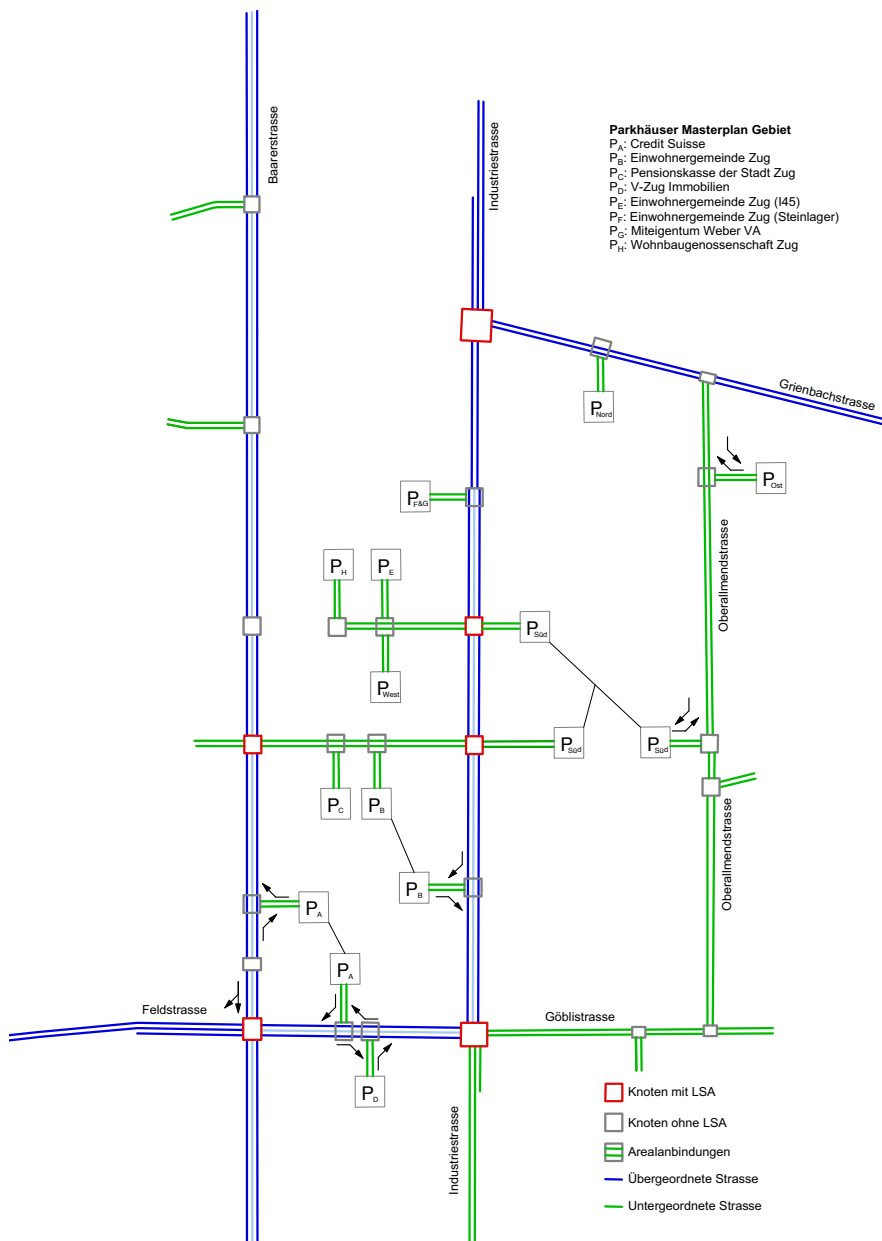 Baarerstrasse
Industriestrasse
Parkhäuser Masterplan Gebiet
PA: Credit Suisse
PB: Einwohnergemeinde Zug
PC: Pensionskasse der Stadt Zug
PD: V-Zug Immobilien
PE: Einwohnergemeinde Zug (I45)
PF: Einwohnergemeinde Zug (Steinlager)
PG: Miteigentum Weber VA
PH: Wohnbaugenossenschaft Zug
Grienbachstrasse
PNord
POst
PF&G
Oberallmendstrasse
PH
PE
PSüd
PWest
PSüd
PSüd
PC
PB
Oberallmendstrasse
PB
PA
PA
Feldstrasse
Göblistrasse
PD
Industriestrasse
Knoten mit LSA
Knoten ohne LSA
Arealanbindungen
Übergeordnete Strasse
Untergeordnete Strasse